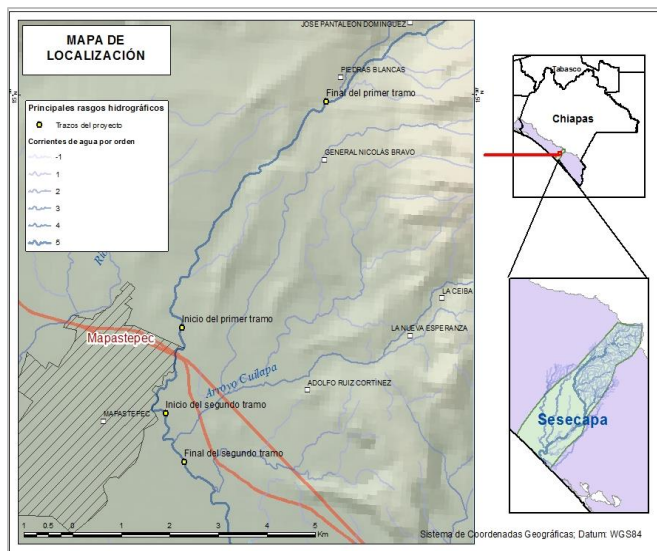 MAPA DE
LOCALIZACIÓN
Principales rasgos hidrográficos
Trazos del proyecto
Corrientes de agua por orden
-1
1
2
3
4
5
JOSE PANTALEON DOMINGUEZ
PIEDRAS BLANCAS
Final del primer tramo
GENERAL NICOLAS BRAVO
LA CEIBA
Inicio del primer tramo
LA NUEVA ESPERANZA
Mapastepec
Arroyo Cuilapa
ADOLFO RUIZ CORTINEZ
MAPASTEPEC
Inicio del segundo tramo
Final del segundo tramo
1 0.5 0 1 2 3 4 5
Km
Sistema de Coordenadas Geográficas; Datum: WGS84
Tabasco
Chiapas
Sesecapa